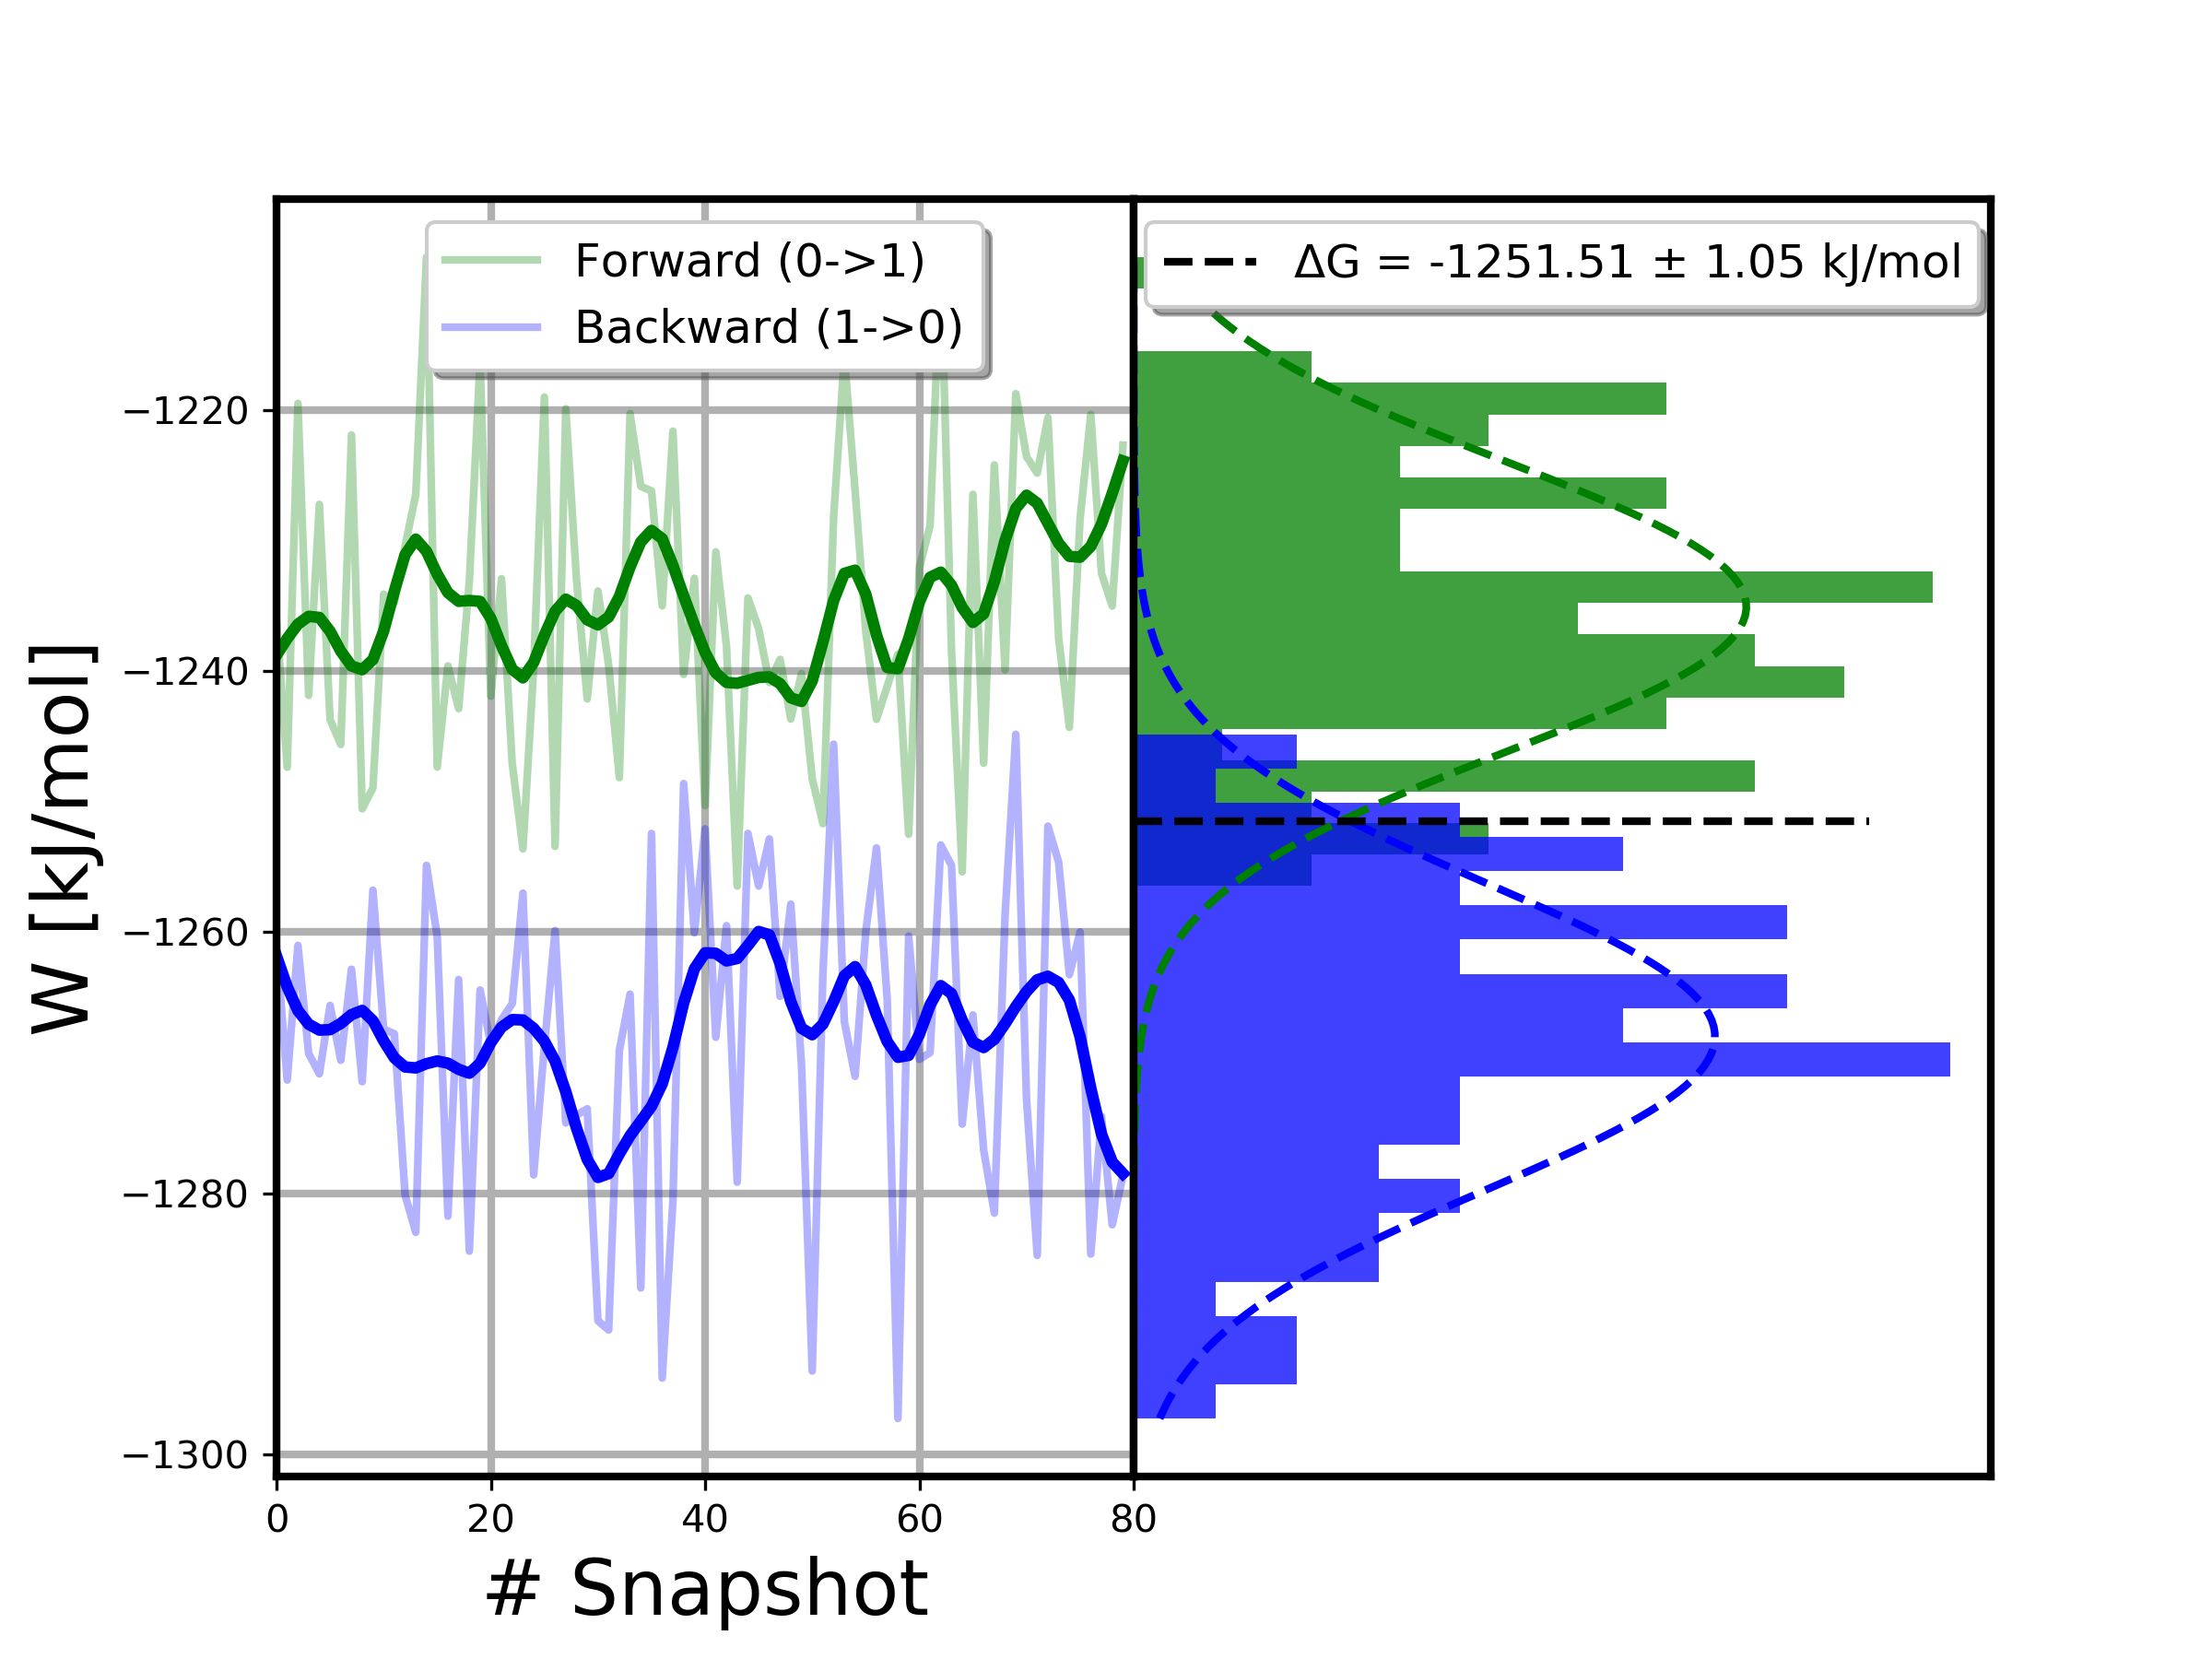 Forward (0->1)
Backward (1->0)
ΔG = -1251.51 ± 1.05 kJ/mol
W [kJ/mol]
−1220
−1240
−1260
−1280
−1300
0 20 40 60 80
# Snapshot